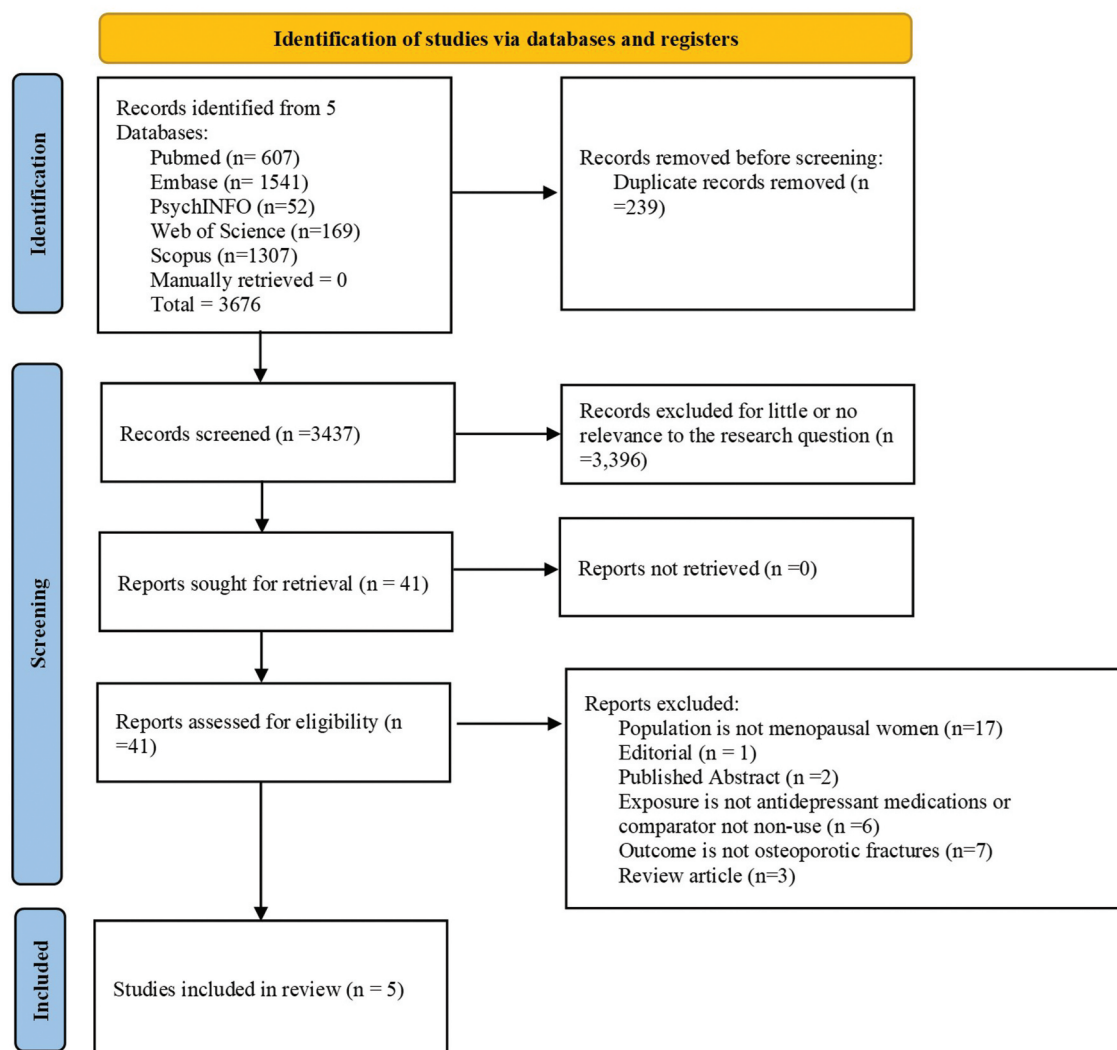 Identification of studies via databases and registers
Identification
Records identified from 5
Databases:
Pubmed (n= 607)
Embase (n= 1541)
PsychINFO (n=52)
Web of Science (n=169)
Scopus (n=1307)
Manually retrieved = 0
Total = 3676
Records removed before screening:
Duplicate records removed (n
=239)
Screening
Records screened (n =3437)
Records excluded for little or no
relevance to the research question (n
=3,396)
Reports sought for retrieval (n = 41)
Reports not retrieved (n =0)
Reports assessed for eligibility (n
=41)
Reports excluded:
Population is not menopausal women (n=17)
Editorial (n = 1)
Published Abstract (n =2)
Exposure is not antidepressant medications or
comparator not non-use (n =6)
Outcome is not osteoporotic fractures (n=7)
Review article (n=3)
Included
Studies included in review (n = 5)